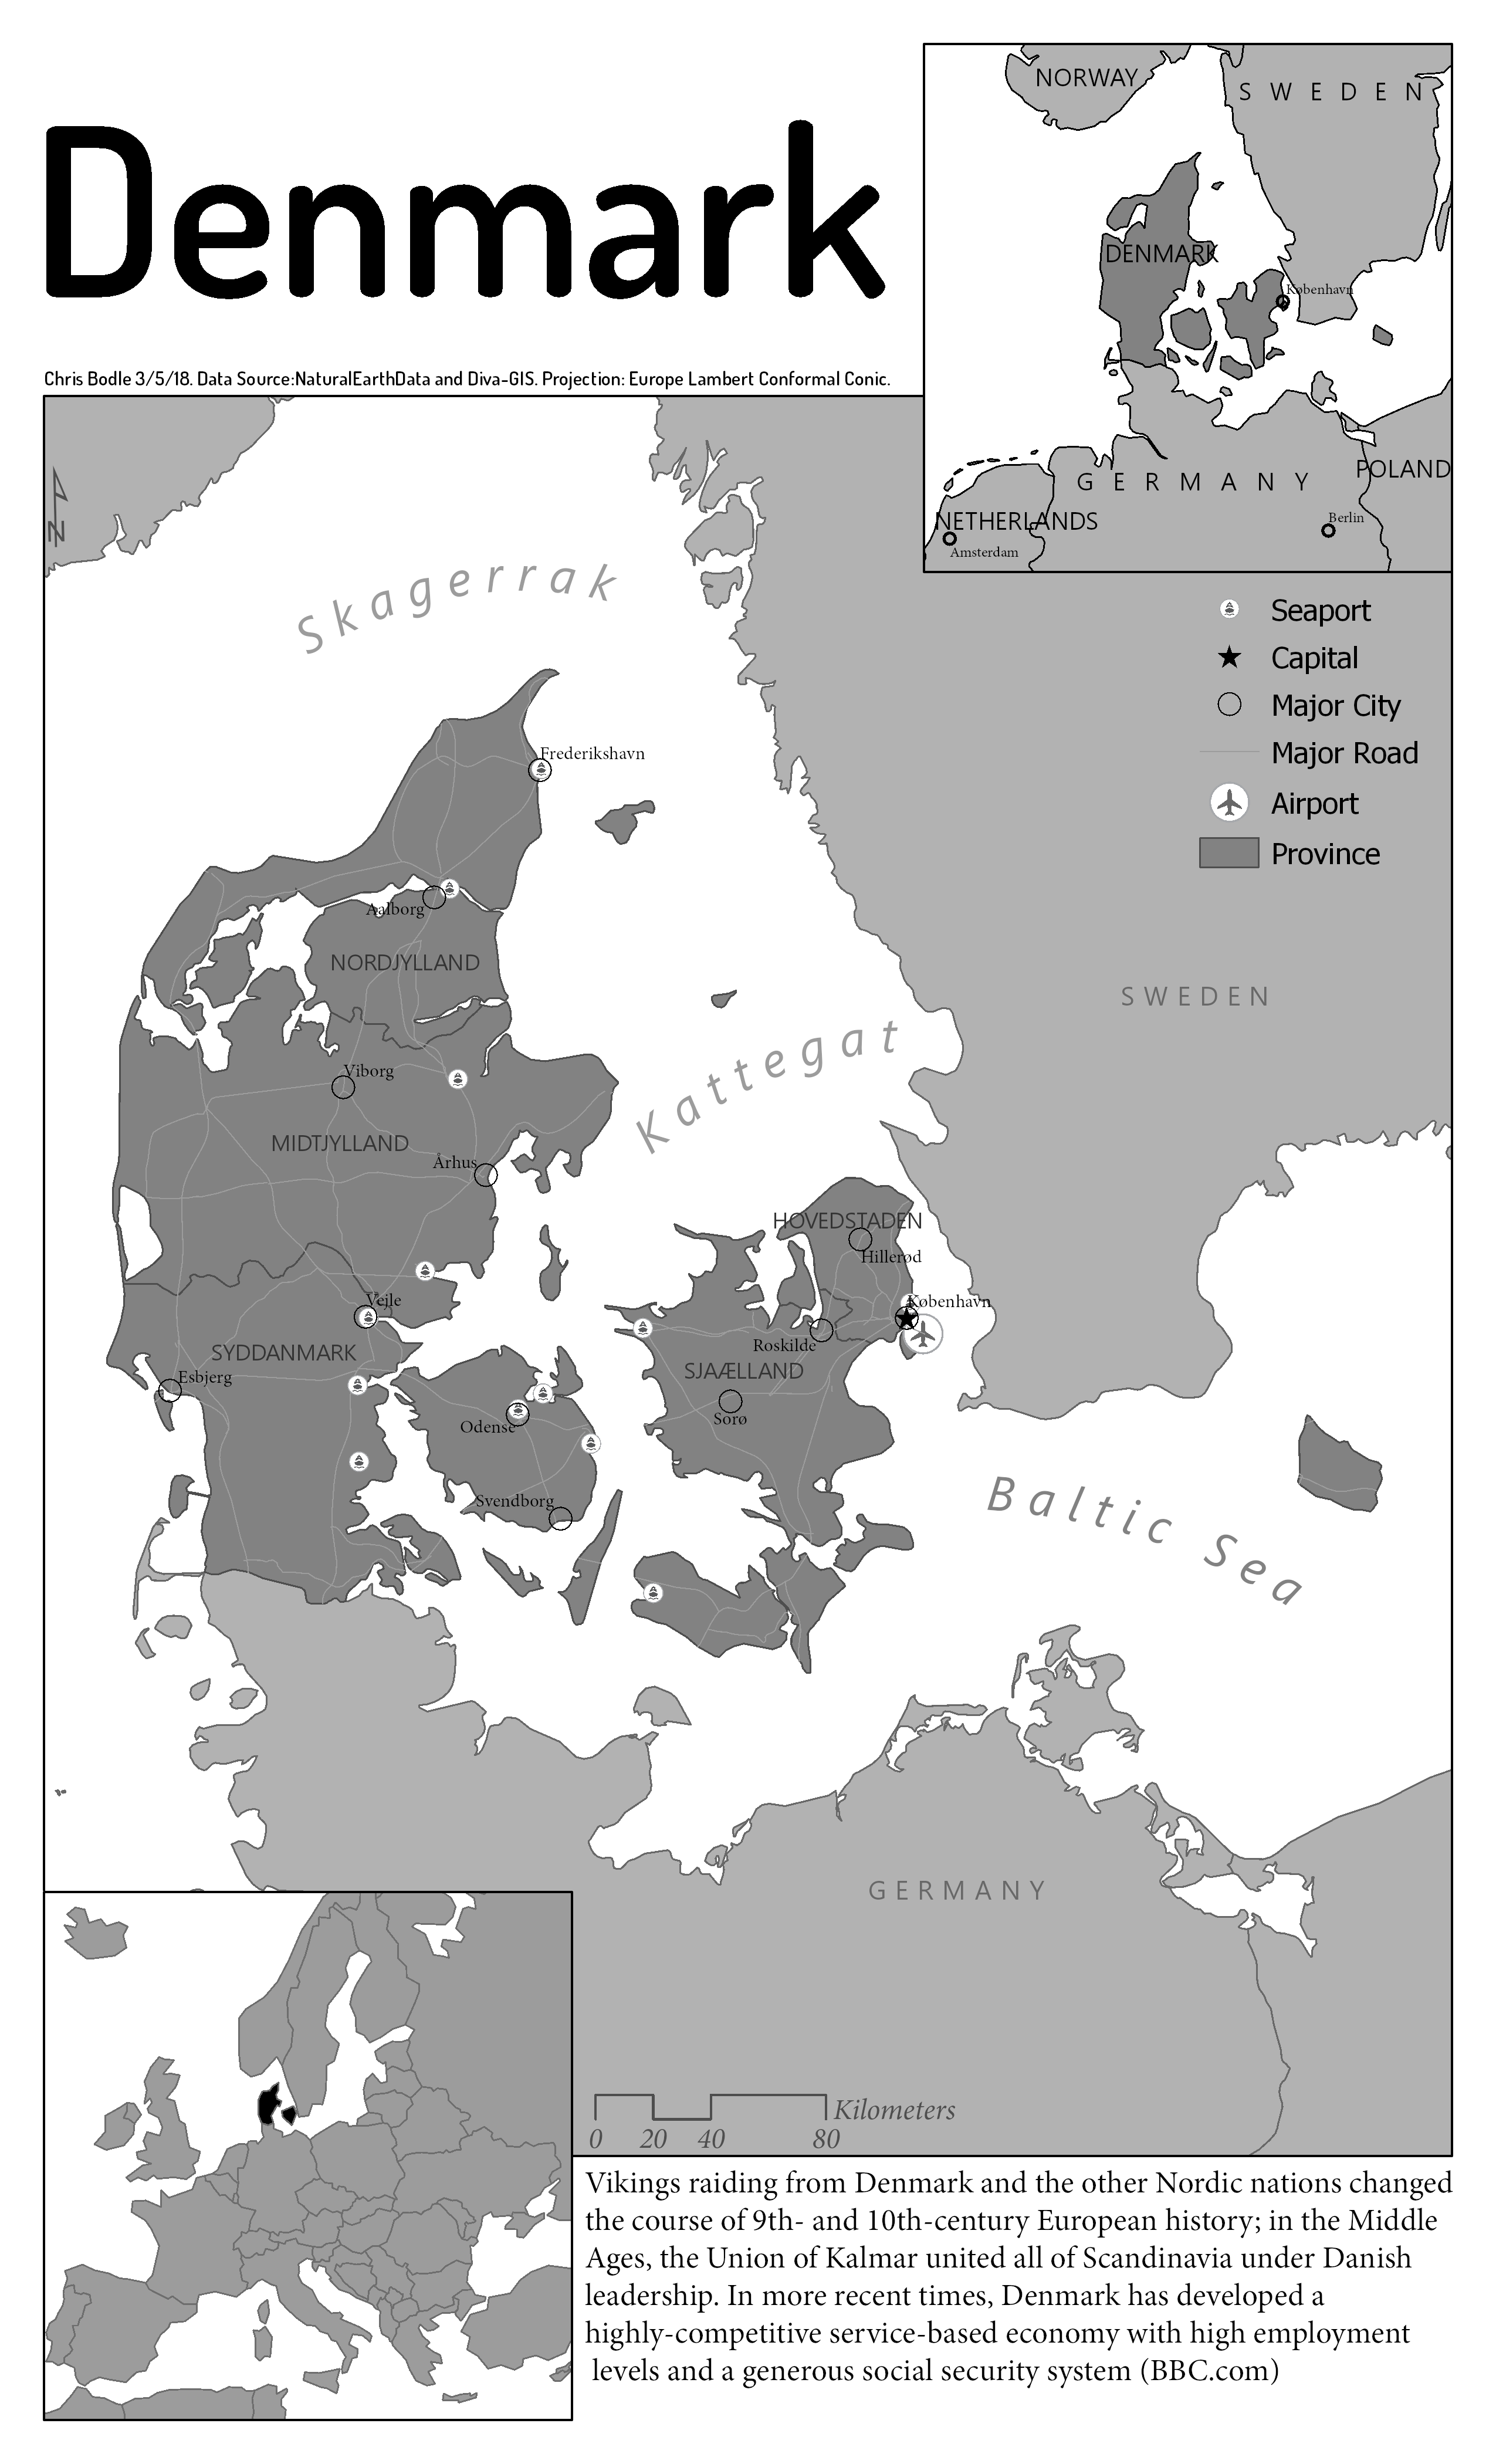 Denmark
Chris Bodle 3/5/18. Data Source:NaturalEarthData and Diva-GIS. Projection: Europe Lambert Conformal Conic.
NORWAY
SWEDEN
DENMARK
København
GERMANY
POLAND
NETHERLANDS
Berlin
Amsterdam
N
Skagerrak
Seaport
Capital
Major City
Major Road
Airport
Province
Frederikshavn
Aalborg
NORDJYLLAND
SWEDEN
Kattegat
Viborg
MIDTJYLLAND
Århus
HOVEDSTADEN
Hillerød
Vejle
København
Roskilde
SYDDANMARK
SJAÆLLAND
Esbjerg
Sorø
Odense
Svendborg
Baltic Sea
GERMANY
Kilometers
0 20 40 80
Vikings raiding from Denmark and the other Nordic nations changed
the course of 9th- and 10th-century European history; in the Middle
Ages, the Union of Kalmar united all of Scandinavia under Danish
leadership. In more recent times, Denmark has developed a
highly-competitive service-based economy with high employment
levels and a generous social security system (BBC.com)